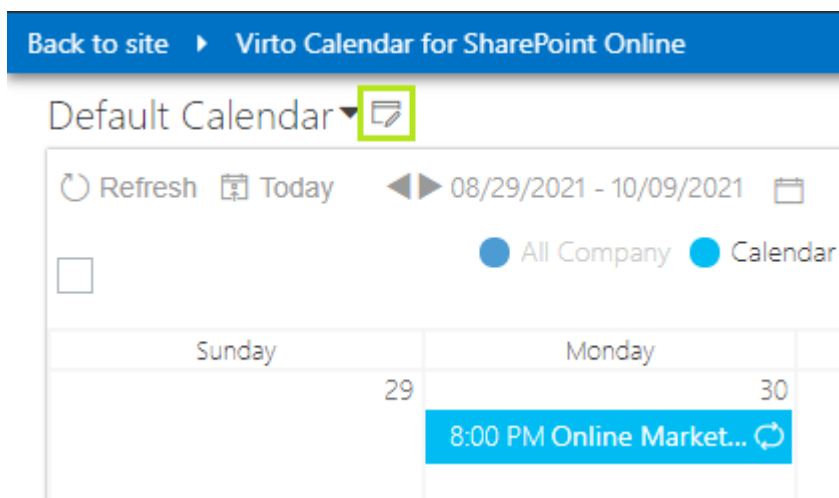 Back to site Virto Calendar for SharePoint Online
Default Calendar
Refresh Today 08/29/2021 - 10/09/2021
All Company Calendar
Sunday Monday
29 30
8:00 PM Online Market...